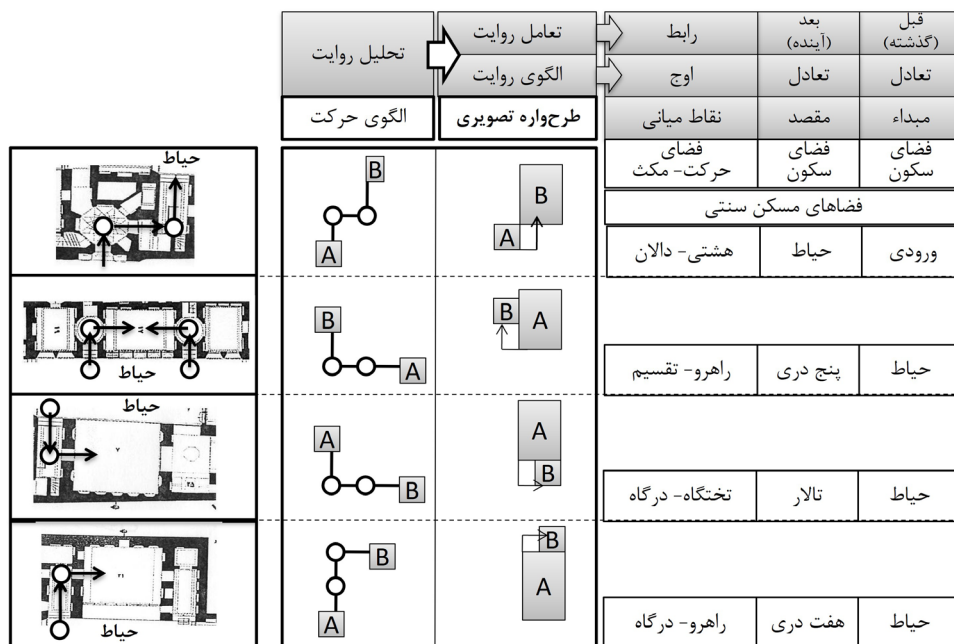 قبل
(گذشته)
بعد
(آینده)
رابط
تعامل روایت
تحلیل روایت
تعادل
تعادل
اوج
الگوی روایت
مبداء
مقصد
نقاط میانی
طرح‌واره تصویری
الگوی حرکت
فضای
سکون
فضای
سکون
فضای
حرکت- مکث
فضاهای مسکن سنتی
ورودی
حیاط
هشتی- دالان
B
A
B
A
حیاط
حیاط
پنج دری
راهرو- تقسیم
B
A
B
A
حیاط
حیاط
تالار
تختگاه- درگاه
A
B
A
B
حیاط
حیاط
هفت دری
راهرو- درگاه
B
A
B
A
حیاط